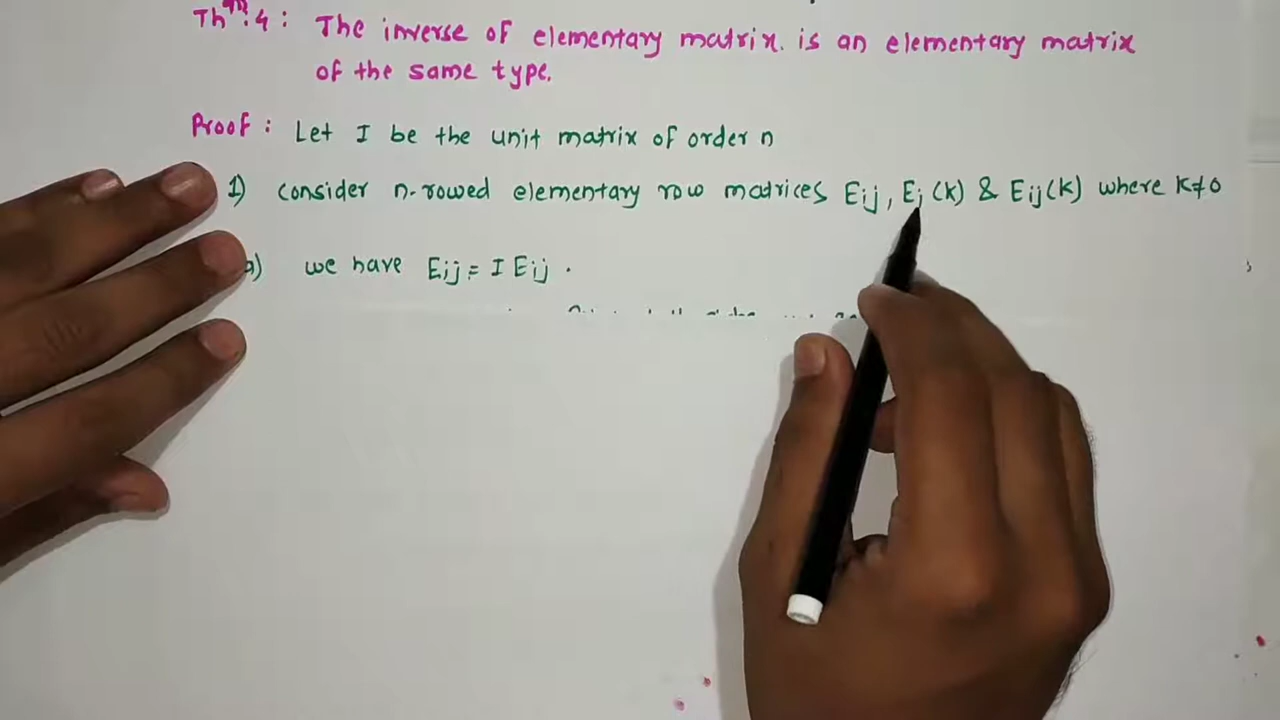 Thm:4: The inverse of elementary matrix. is an elementary matrix
of the same type.
Proof: Let I be the unit matrix of order n
1) consider n-rowed elementary row matrices Eij, Ei(k) & Eij(k) where k≠0
a) we have Eij = I Eij.